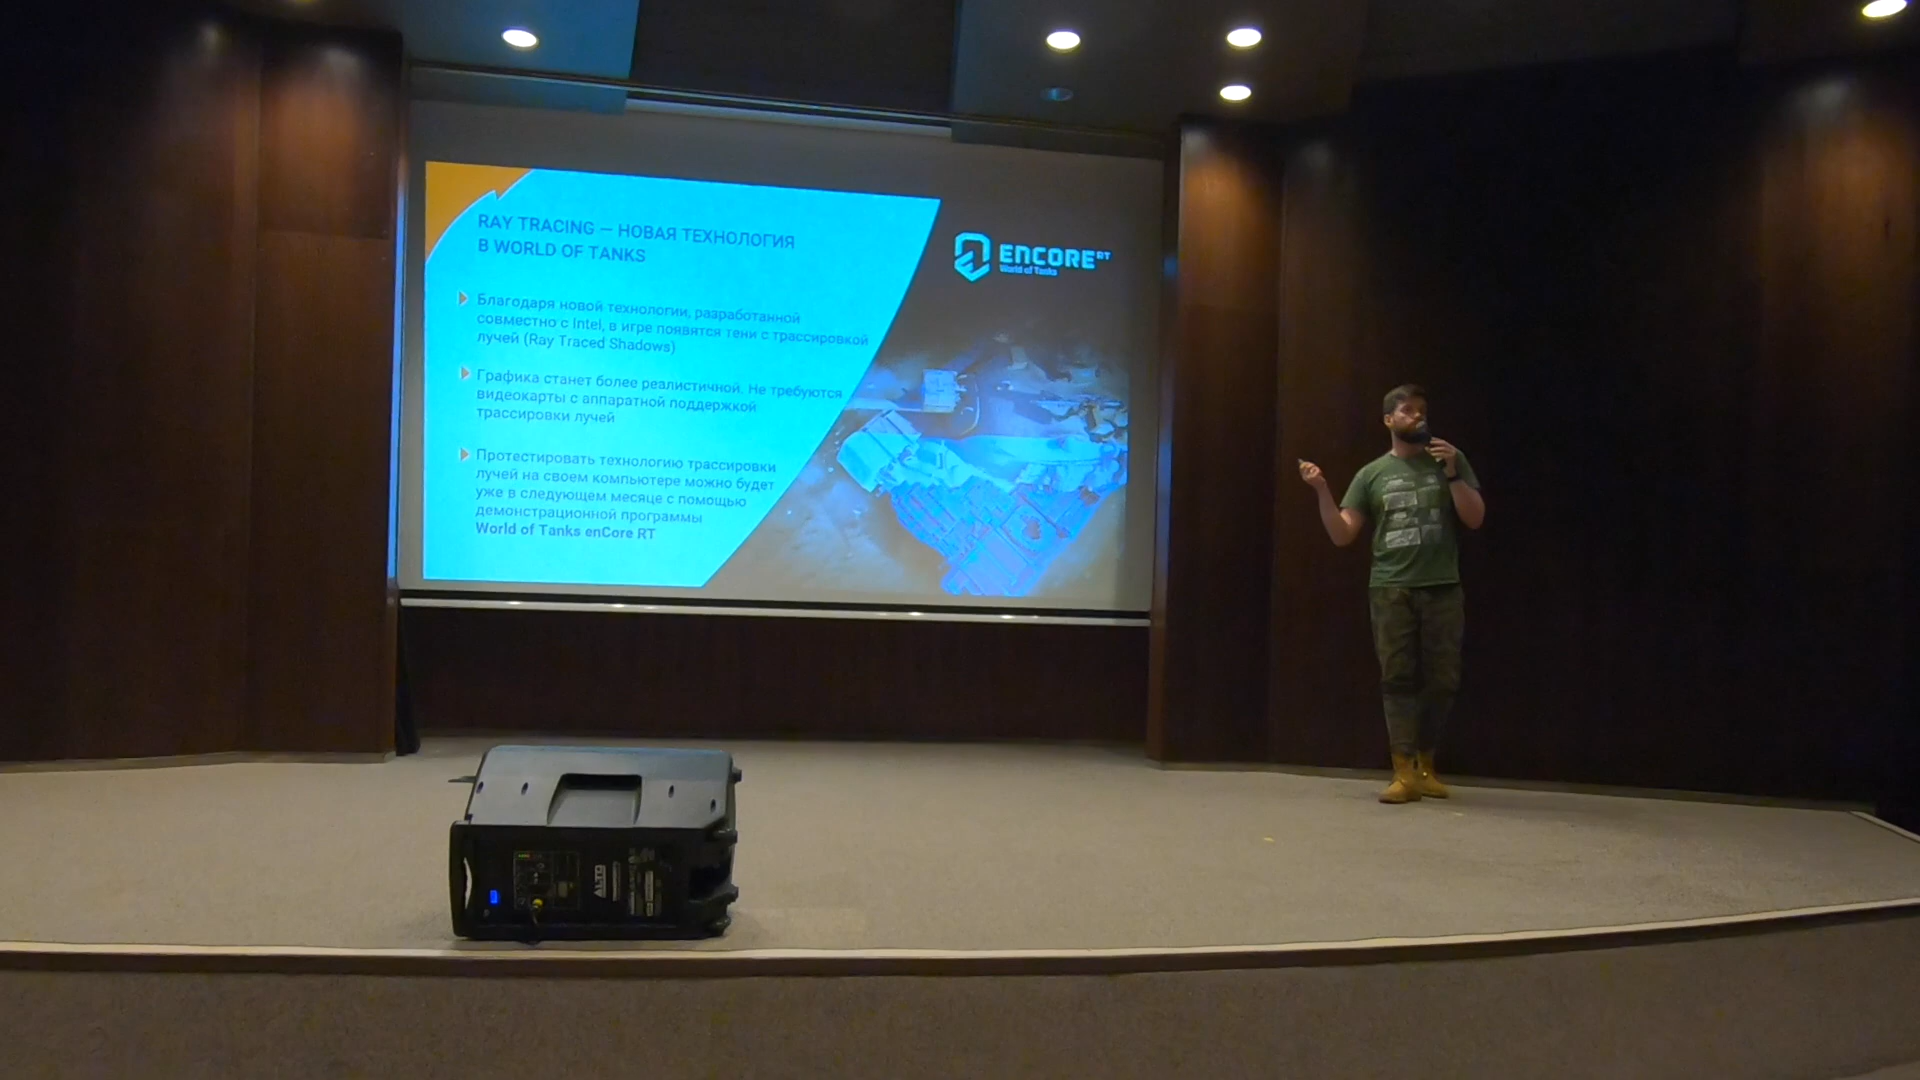 RAY TRACING — НОВАЯ ТЕХНОЛОГИЯ
В WORLD OF TANKS
Благодаря новой технологии, разработанной
совместно с Intel, в игре появятся тени с трассировкой
лучей (Ray Traced Shadows)
Графика станет более реалистичной. Не требуются
видеокарты с аппаратной поддержкой
трассировки лучей
Протестировать технологию трассировки
лучей на своем компьютере можно будет
уже в следующем месяце с помощью
демонстрационной программы
World of Tanks enCore RT
ENCORE RT
World of Tanks
ALTO